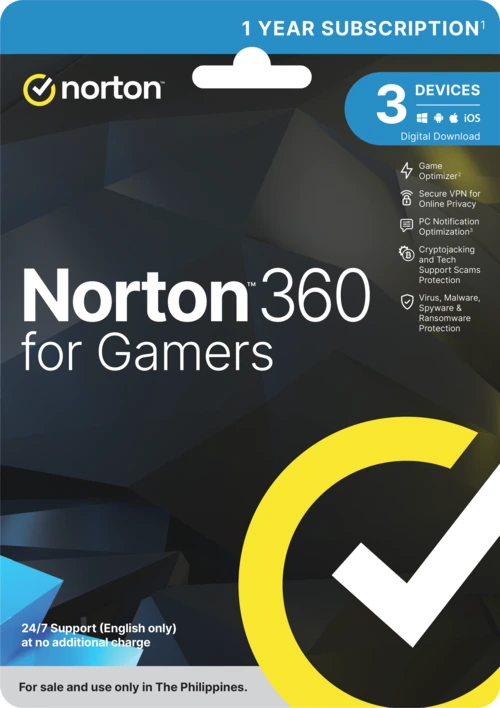 1 YEAR SUBSCRIPTION¹
norton™
3 DEVICES
iOS
Digital Download
Game
Optimizer²
Secure VPN for
Online Privacy
PC Notification
Optimization³
Cryptojacking
and Tech
Support Scams
Protection
Virus, Malware,
Spyware &
Ransomware
Protection
Norton™ 360
for Gamers
24/7 Support (English only)
at no additional charge
For sale and use only in The Philippines.